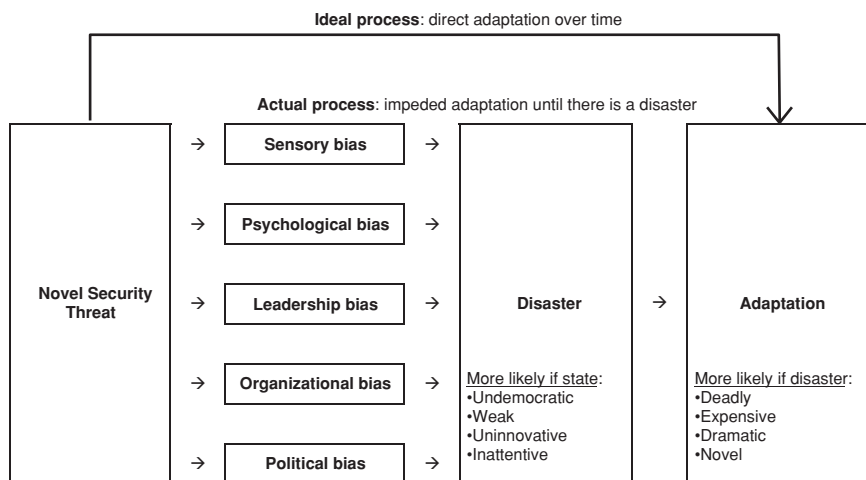 Ideal process: direct adaptation over time
Actual process: impeded adaptation until there is a disaster
Novel Security
Threat
Sensory bias
Psychological bias
Leadership bias
Organizational bias
Political bias
Disaster
More likely if state:
•Undemocratic
•Weak
•Uninnovative
•Inattentive
Adaptation
More likely if disaster:
•Deadly
•Expensive
•Dramatic
•Novel